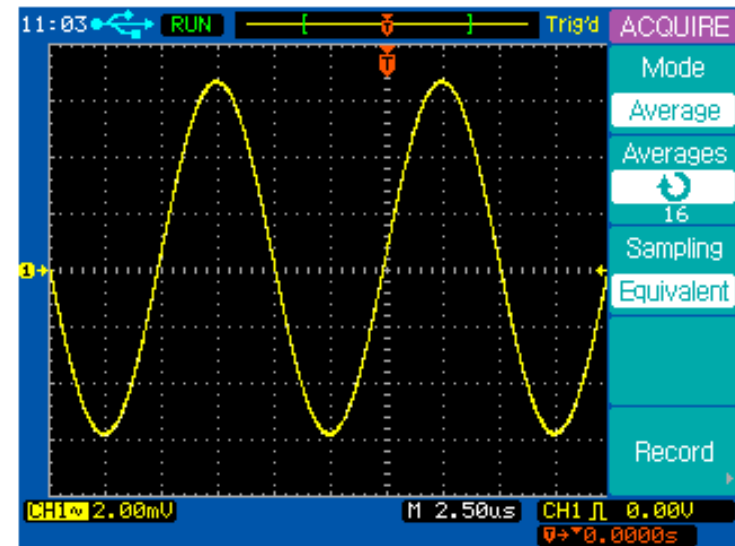 11:03 RUN T Trig'd ACQUIRE
T
Mode
Average
Averages
16
Sampling
Equivalent
1
Record
CH1~ 2.00mV M 2.50us CH1 0.00V
T→▼0.0000s